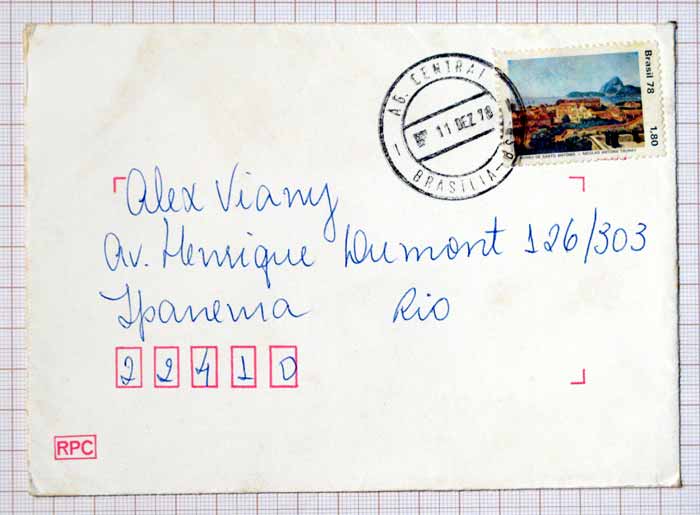 Brasil 78
1.80
AG. CENTRAL
11 DEZ 78
BRASÍLIA
Alex Viany
Av. Henrique Dumont 126/303
Ipanema Rio
22410
RPC